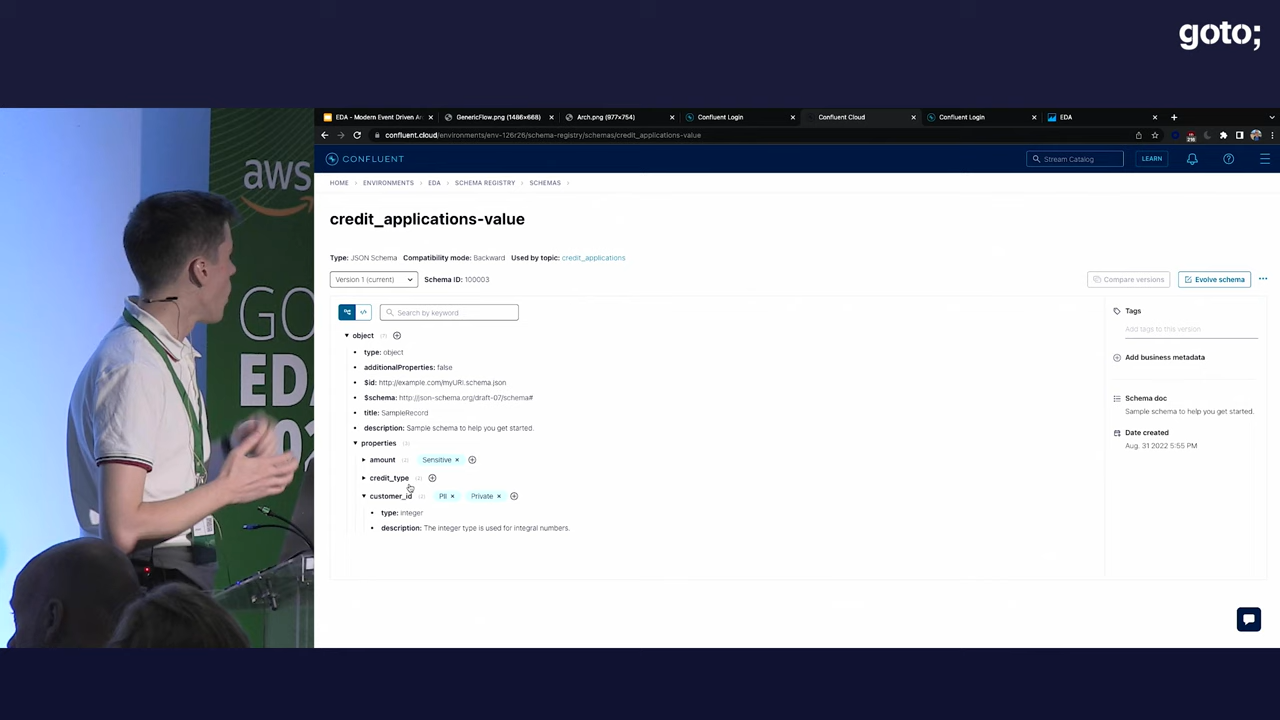 goto;
aws
GO
EDA
EDA - Modern Event Driven Ar
GenericFlow.png (1486×668)
Arch.png (977×754)
Confluent Login
Confluent Cloud
Confluent Login
EDA
confluent.cloud/environments/env-126r26/schema-registry/schemas/credit_applications-value
CONFLUENT
Stream Catalog
LEARN
HOME > ENVIRONMENTS > EDA > SCHEMA REGISTRY > SCHEMAS >
credit_applications-value
Type: JSON Schema Compatibility mode: Backward Used by topic: credit_applications
Version 1 (current)
Schema ID: 100003
Compare versions
Evolve schema
Search by keyword
object
type: object
additionalProperties: false
$id: http://example.com/myURI.schema.json
$schema: http://json-schema.org/draft-07/schema#
title: SampleRecord
description: Sample schema to help you get started.
properties
amount
Sensitive
credit_type
customer_id
PII
Private
type: integer
description: The integer type is used for integral numbers.
Tags
Add tags to this version
Add business metadata
Schema doc
Sample schema to help you get started.
Date created
Aug. 31 2022 5:55 PM